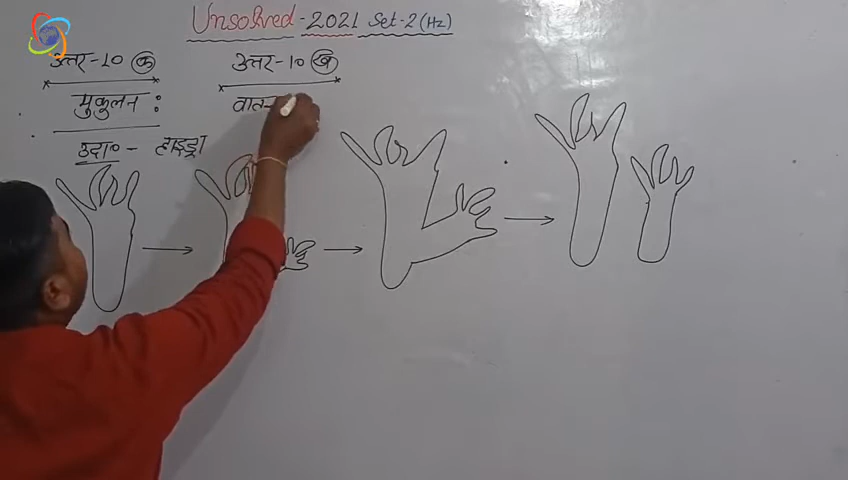 Unsolved - 2021 Set-2 (Hz)
उत्तर-10 क
मुकुलन :
उदा० - हाइड्रा
उत्तर-10 ख